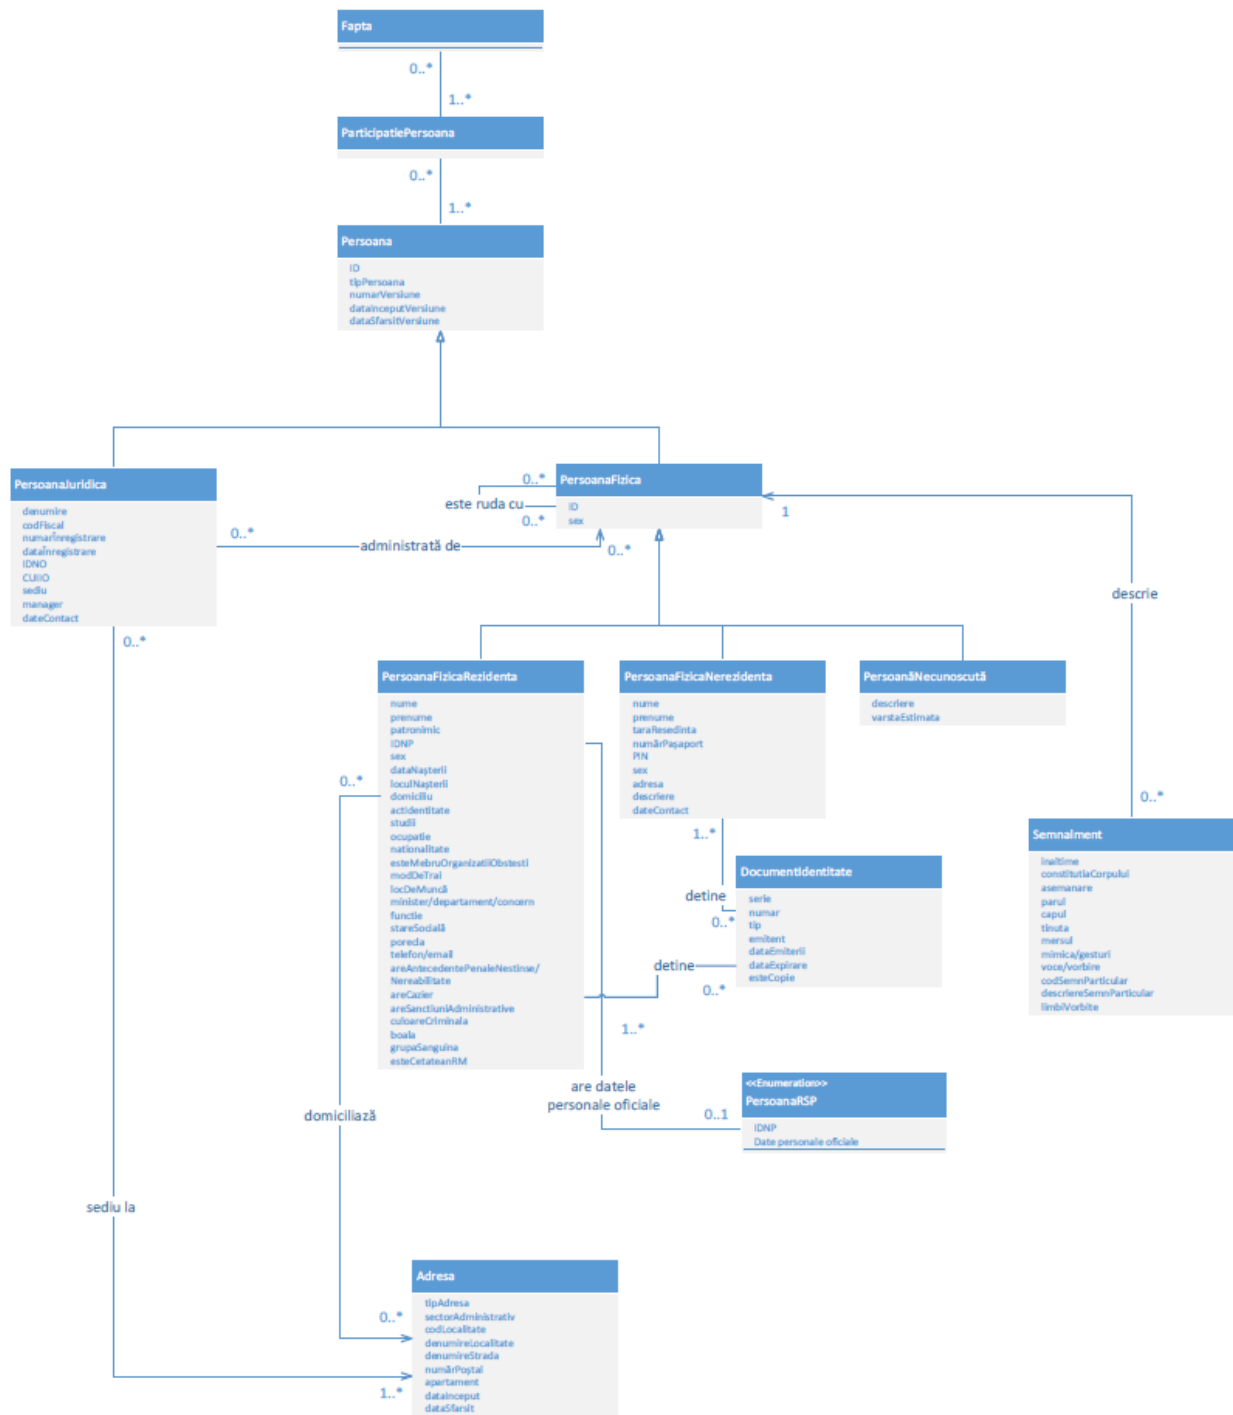 Fapta
0..*
1..*
ParticipatiePersoana
0..*
1..*
Persoana
ID
tipPersoana
numarVersiune
dataInceputVersiune
dataSfarsitVersiune
PersoanaJuridica
denumire
codFiscal
numarînregistrare
dataînregistrare
IDNO
CUIIO
sediu
manager
dateContact
0..*
administrată de
0..*
0..*
este ruda cu
0..*
PersoanaFizica
ID
sex
1
descrie
0..*
0..*
PersoanaFizicaRezidenta
nume
prenume
patronimic
IDNP
sex
dataNașterii
loculNașterii
domiciliu
actIdentitate
studii
ocupatie
nationalitate
esteMebruOrganizatiiObstesti
modDeTrai
locDeMuncă
minister/departament/concern
functie
stareSocială
porecla
telefon/email
areAntecedentePenaleNestinse/
Nereabilitate
areCazier
areSanctiuniAdministrative
culoareCriminala
boala
grupaSanguina
esteCetateanRM
0..*
PersoanaFizicaNerezidenta
nume
prenume
taraResedinta
numărPașaport
PIN
sex
adresa
descriere
dateContact
1..*
PersoanăNecunoscută
descriere
varstaEstimata
Semnalment
inaltime
constitutiaCorpului
asemanare
parul
capul
tinuta
mersul
mimica/gesturi
voce/vorbire
codSemnParticular
descriereSemnParticular
limbiVorbite
DocumentIdentitate
serie
numar
tip
emitent
dataEmiterii
dataExpirare
esteCopie
detine
0..*
detine
0..*
1..*
are datele
personale oficiale
0..1
<<Enumeration>>
PersoanaRSP
IDNP
Date personale oficiale
domiciliază
sediu la
Adresa
tipAdresa
sectorAdministrativ
codLocalitate
denumireLocalitate
denumireStrada
numărPoștal
apartament
dataInceput
dataSfarsit
0..*
1..*